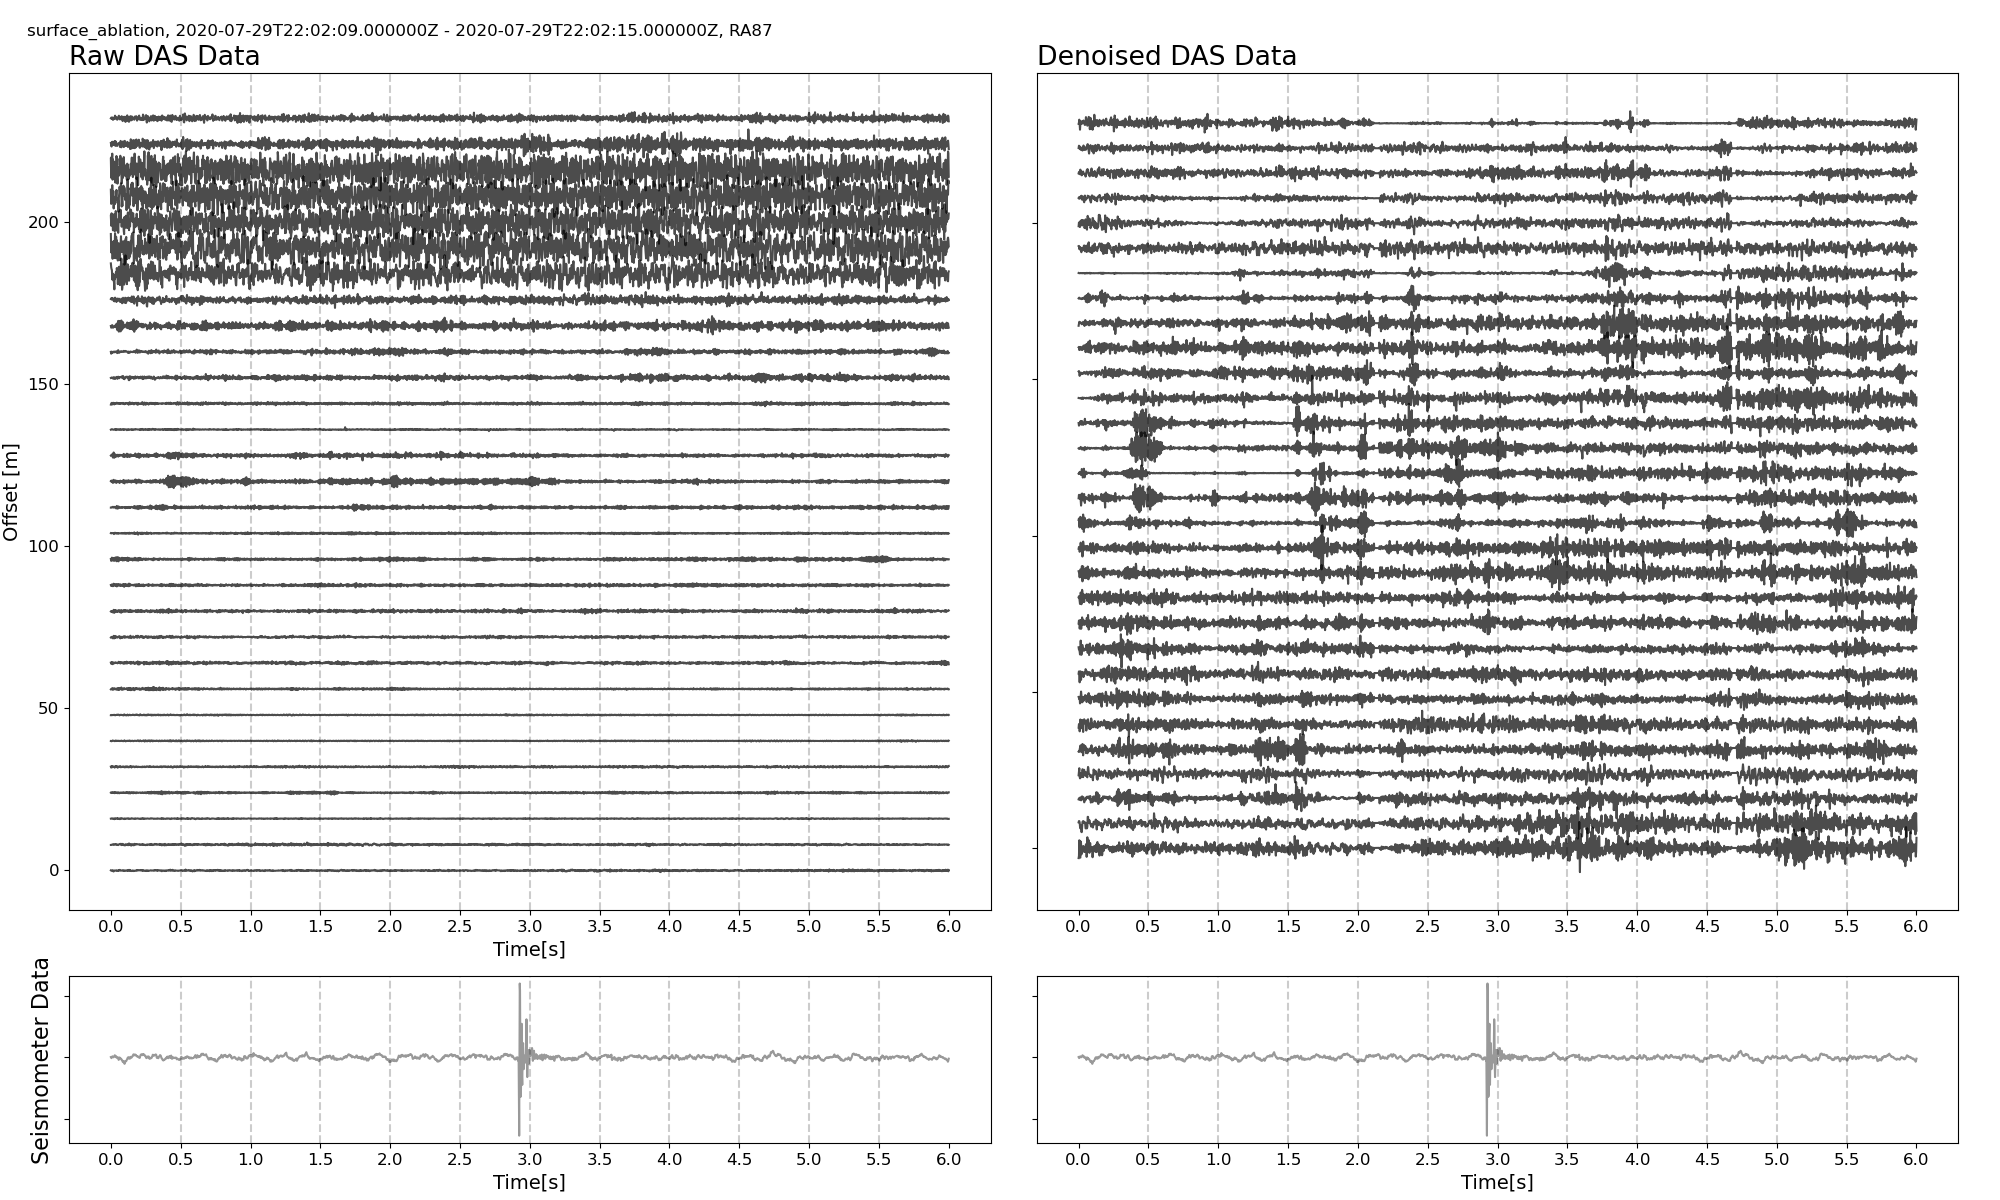 surface_ablation, 2020-07-29T22:02:09.000000Z - 2020-07-29T22:02:15.000000Z, RA87
Raw DAS Data
Denoised DAS Data
Offset [m]
200
150
100
50
0
0.0 0.5 1.0 1.5 2.0 2.5 3.0 3.5 4.0 4.5 5.0 5.5 6.0
Time[s]
0.0 0.5 1.0 1.5 2.0 2.5 3.0 3.5 4.0 4.5 5.0 5.5 6.0
Seismometer Data
0.0 0.5 1.0 1.5 2.0 2.5 3.0 3.5 4.0 4.5 5.0 5.5 6.0
Time[s]
0.0 0.5 1.0 1.5 2.0 2.5 3.0 3.5 4.0 4.5 5.0 5.5 6.0
Time[s]